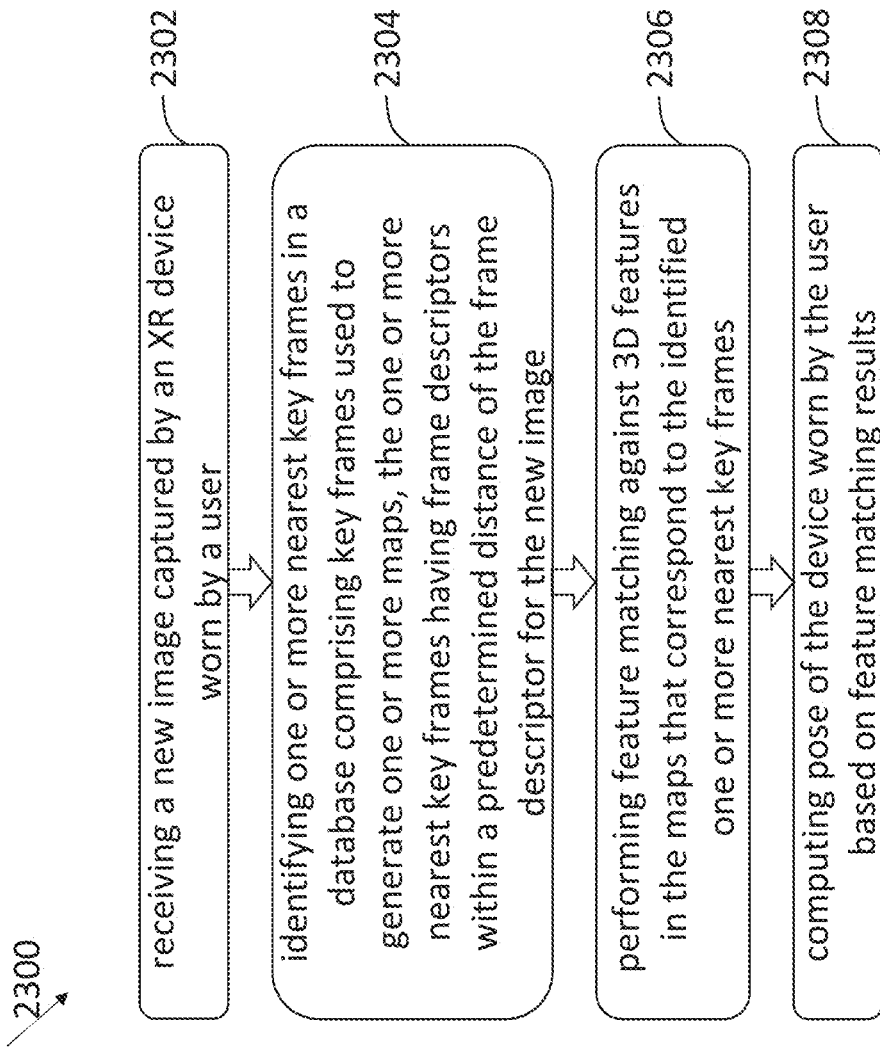 2300
receiving a new image captured by an XR device
worn by a user
2302
identifying one or more nearest key frames in a
database comprising key frames used to
generate one or more maps, the one or more
nearest key frames having frame descriptors
within a predetermined distance of the frame
descriptor for the new image
2304
performing feature matching against 3D features
in the maps that correspond to the identified
one or more nearest key frames
2306
computing pose of the device worn by the user
based on feature matching results
2308